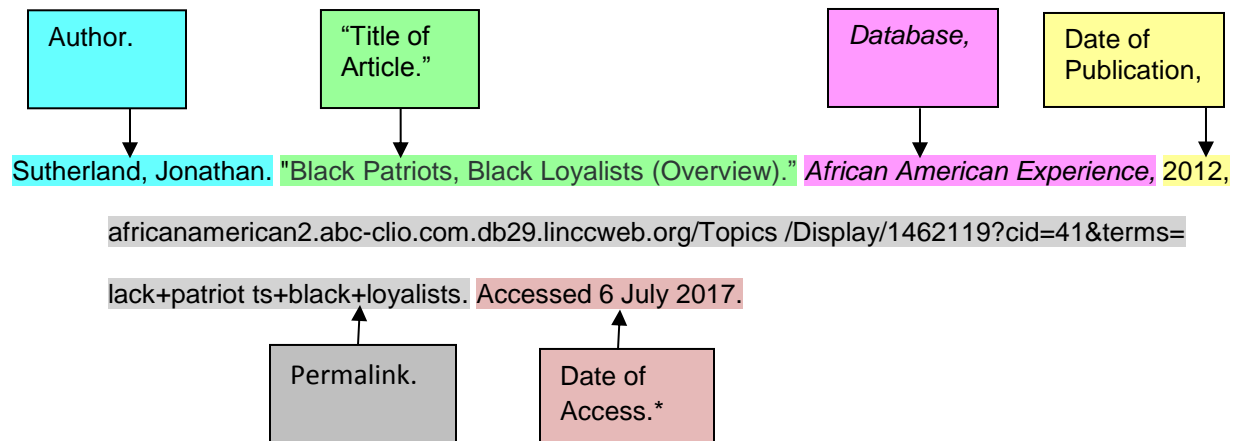 Author.
“Title of
Article.”
Database,
Date of
Publication,
Sutherland, Jonathan. "Black Patriots, Black Loyalists (Overview).” African American Experience, 2012,
africanamerican2.abc-clio.com.db29.linccweb.org/Topics /Display/1462119?cid=41&terms=
lack+patriot ts+black+loyalists. Accessed 6 July 2017.
Permalink.
Date of
Access.*